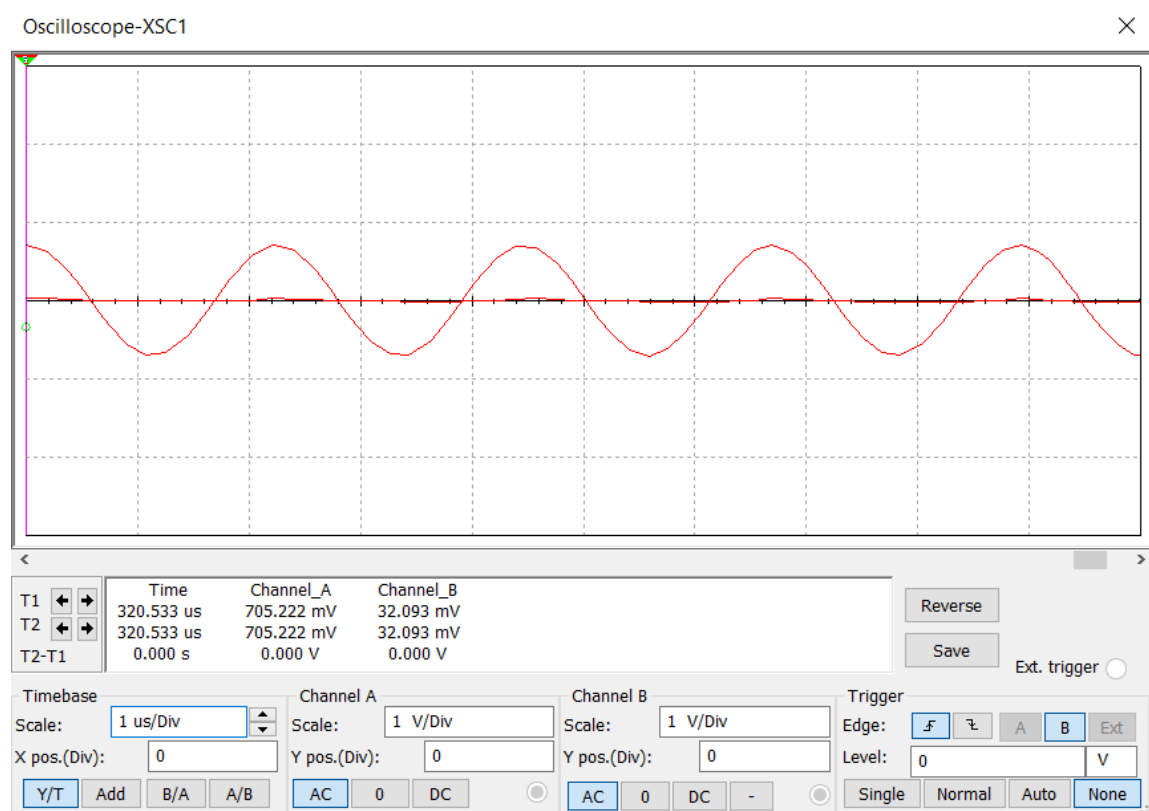 Oscilloscope-XSC1
Time Channel_A Channel_B
T1 320.533 us 705.222 mV 32.093 mV
T2 320.533 us 705.222 mV 32.093 mV
T2-T1 0.000 s 0.000 V 0.000 V
Reverse
Save
Ext. trigger
Timebase
Scale: 1 us/Div
X pos.(Div): 0
Y/T Add B/A A/B
Channel A
Scale: 1 V/Div
Y pos.(Div): 0
AC 0 DC
Channel B
Scale: 1 V/Div
Y pos.(Div): 0
AC 0 DC -
Trigger
Edge: A B Ext
Level: 0 V
Single Normal Auto None